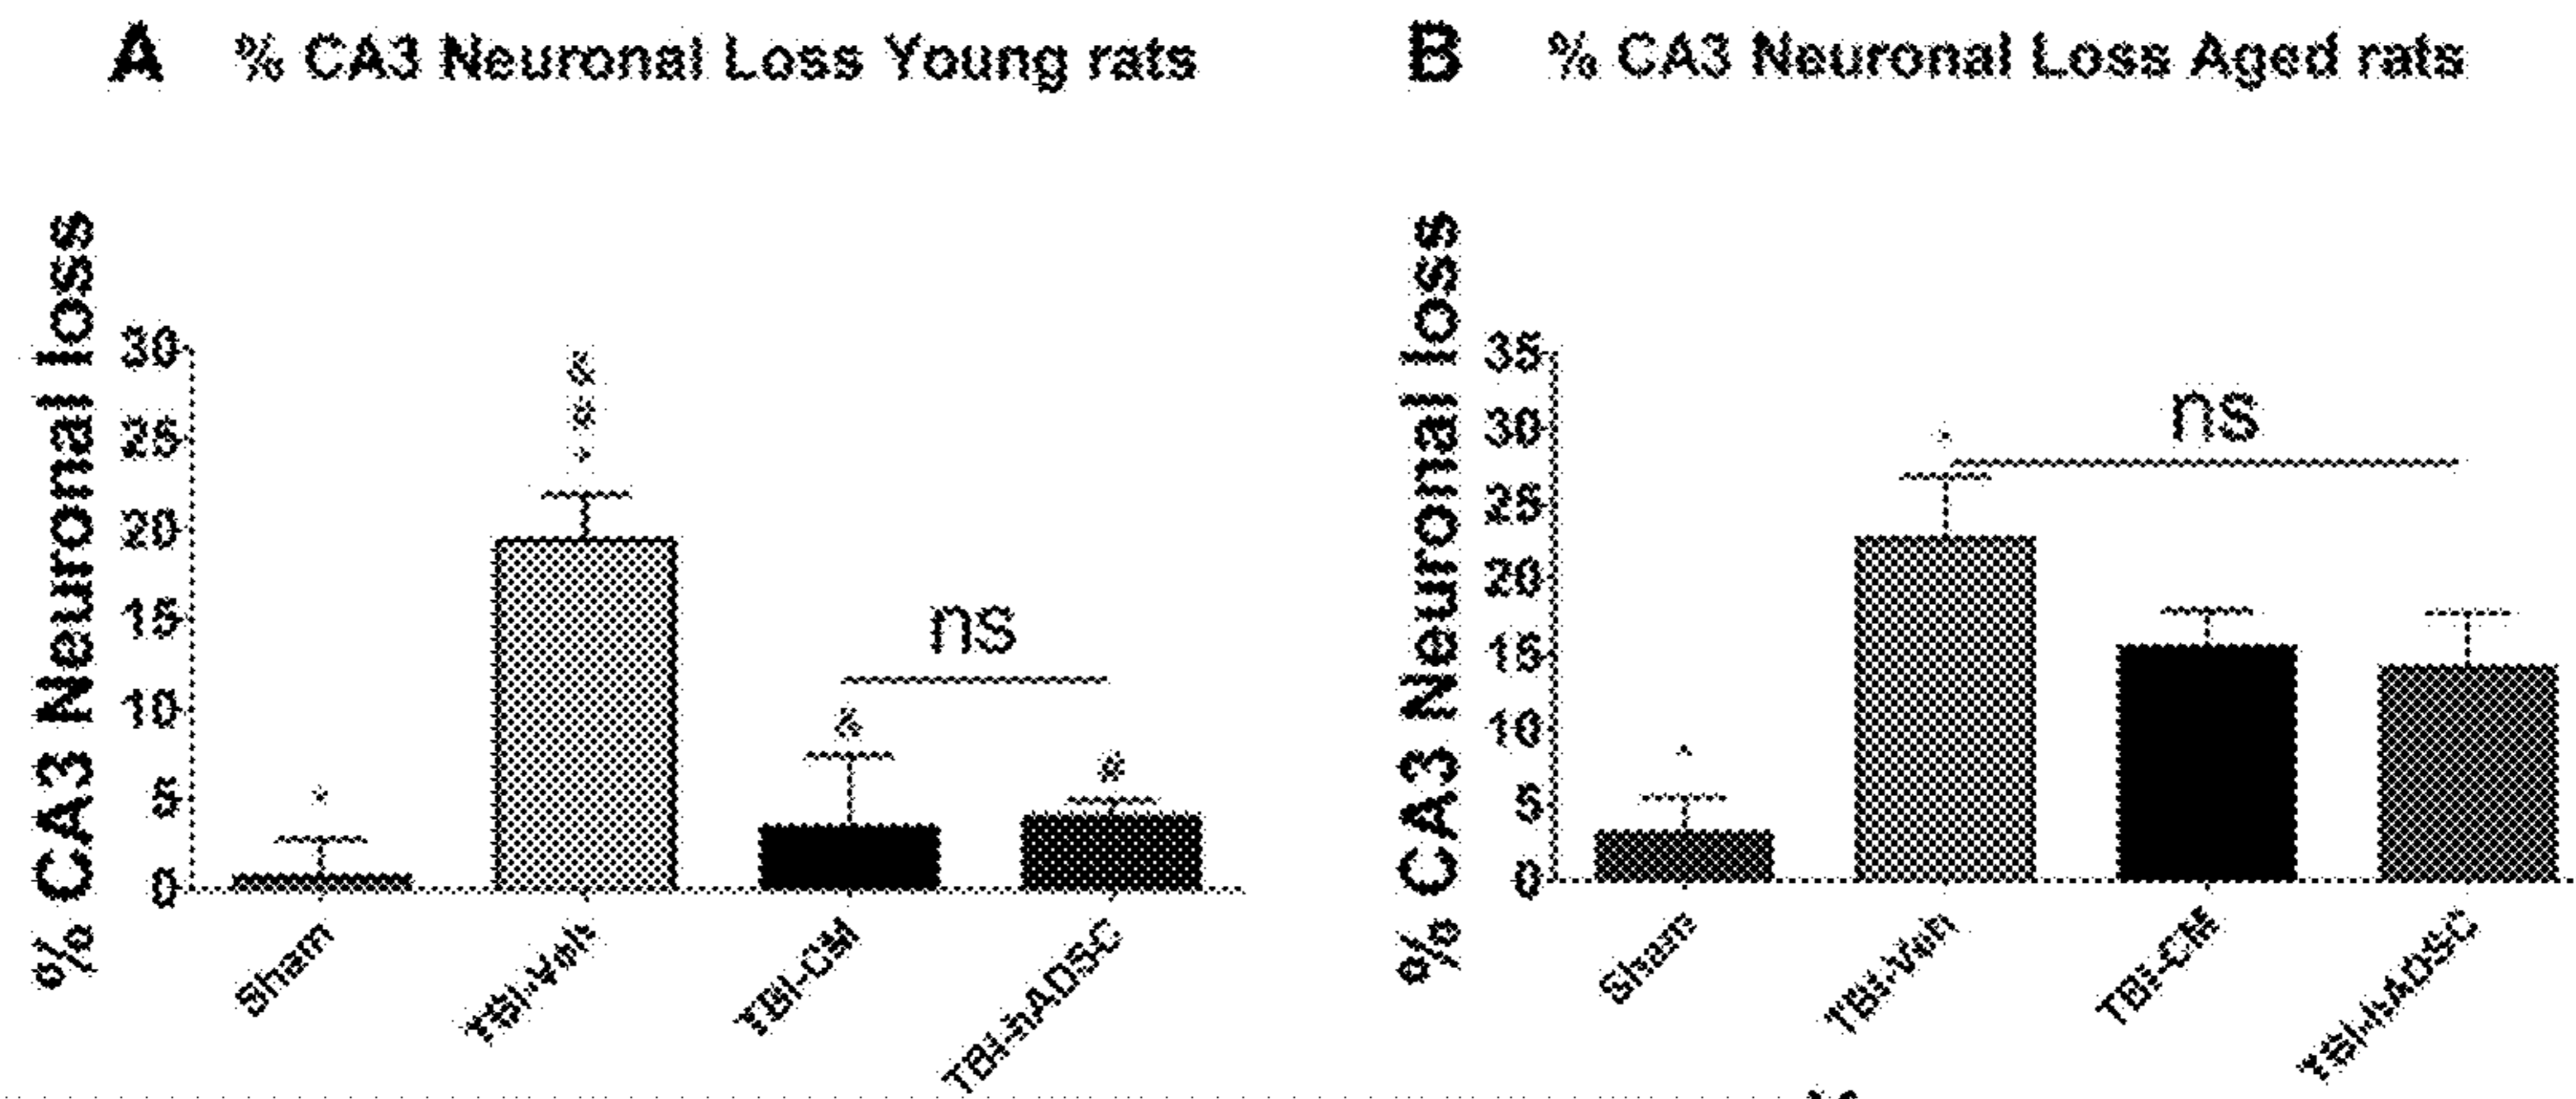 A % CA3 Neuronal Loss Young rats
% CA3 Neuronal loss
30
25
20
15
10
5
0
&
#
*
*
ns
&
#
Sham
TBI-Veh
TBI-CM
TBI-hADSC
B % CA3 Neuronal Loss Aged rats
% CA3 Neuronal loss
35
30
25
20
15
10
5
0
*
*
ns
Sham
TBI-Veh
TBI-CM
TBI-hADSC